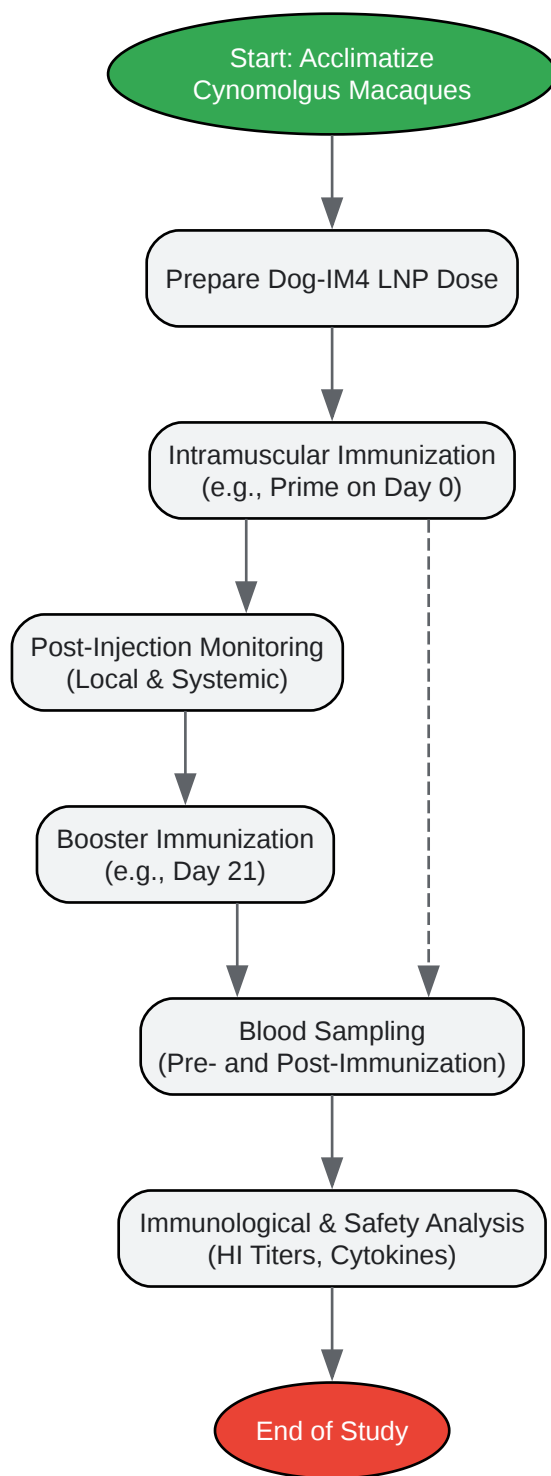 Start: Acclimatize
Cynomolgus Macaques
Prepare Dog-IM4 LNP Dose
Intramuscular Immunization
(e.g., Prime on Day 0)
Post-Injection Monitoring
(Local & Systemic)
Booster Immunization
(e.g., Day 21)
Blood Sampling
(Pre- and Post-Immunization)
Immunological & Safety Analysis
(HI Titers, Cytokines)
End of Study